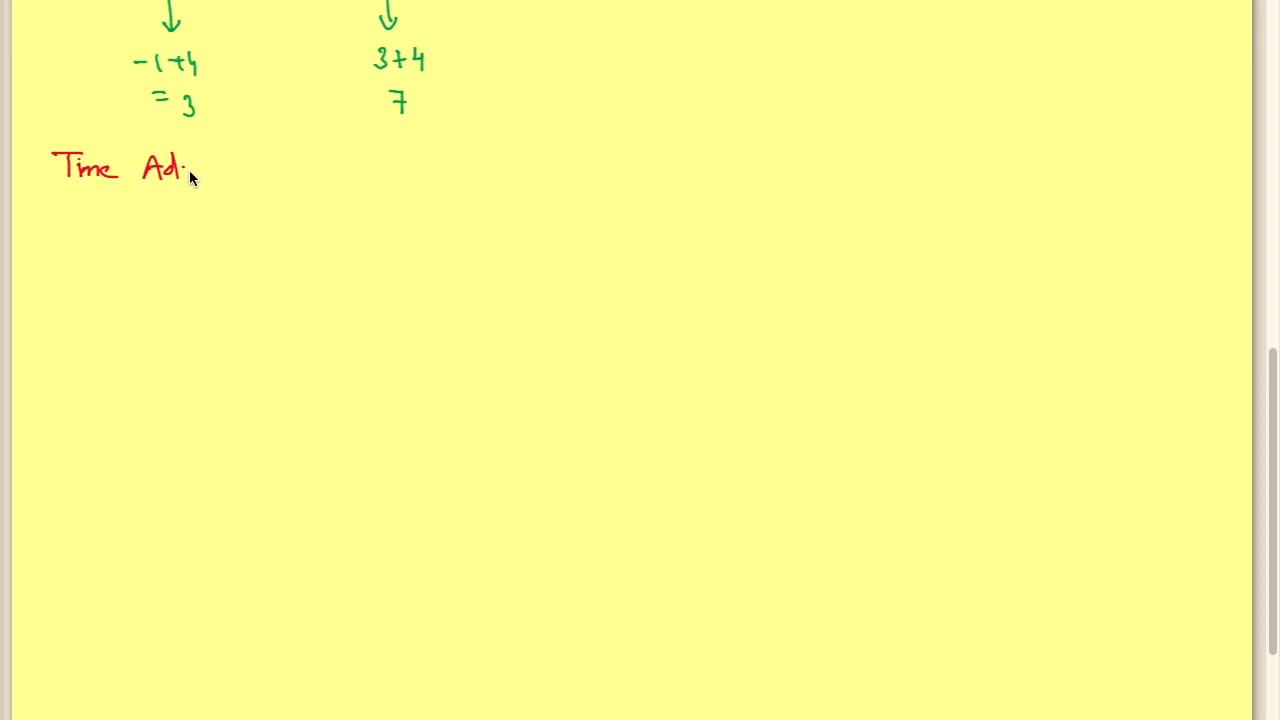 ↓ ↓
-1+4 3+4
= 3 7
Time Ad.